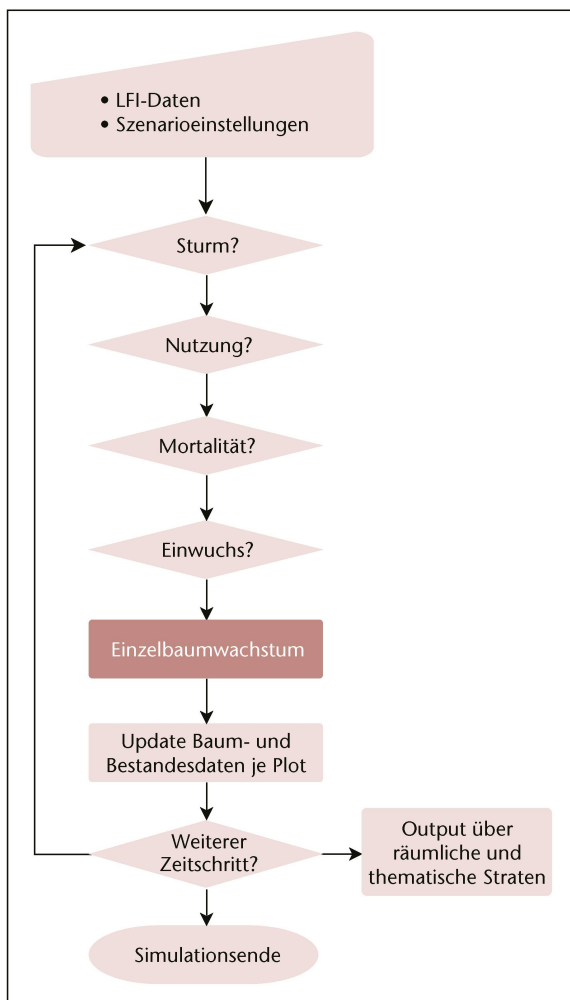 • LFI-Daten
• Szenarioeinstellungen
Sturm?
Nutzung?
Mortalität?
Einwuchs?
Einzelbaumwachstum
Update Baum- und
Bestandesdaten je Plot
Weiterer
Zeitschritt?
Output über
räumliche und
thematische Straten
Simulationsende